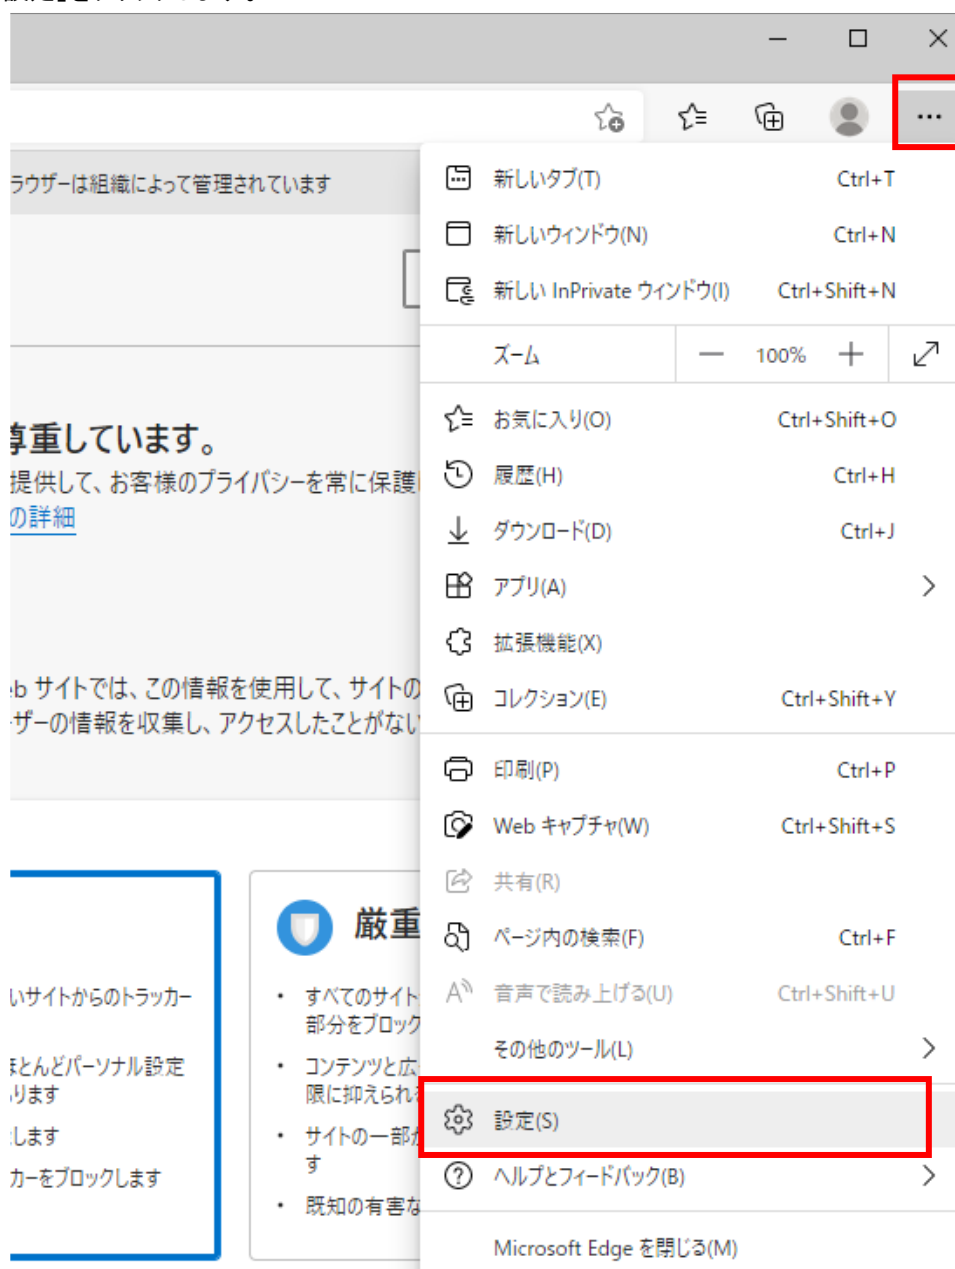 ラウザーは組織によって管理されています
新しいタブ(T) Ctrl+T
新しいウィンドウ(N) Ctrl+N
新しい InPrivate ウィンドウ(I) Ctrl+Shift+N
ズーム 100%
お気に入り(O) Ctrl+Shift+O
履歴(H) Ctrl+H
ダウンロード(D) Ctrl+J
アプリ(A)
拡張機能(X)
コレクション(E) Ctrl+Shift+Y
印刷(P) Ctrl+P
Web キャプチャ(W) Ctrl+Shift+S
共有(R)
ページ内の検索(F) Ctrl+F
音声で読み上げる(U) Ctrl+Shift+U
その他のツール(L)
設定(S)
ヘルプとフィードバック(B)
Microsoft Edge を閉じる(M)
尊重しています。
提供して、お客様のプライバシーを常に保護
の詳細
eb サイトでは、この情報を使用して、サイトの
ザーの情報を収集し、アクセスしたことがない
いサイトからのトラッカー
ほとんどパーソナル設定
ります
します
カーをブロックします
厳重
• すべてのサイト
部分をブロック
• コンテンツと広
限に抑えられ
• サイトの一部
す
• 既知の有害な